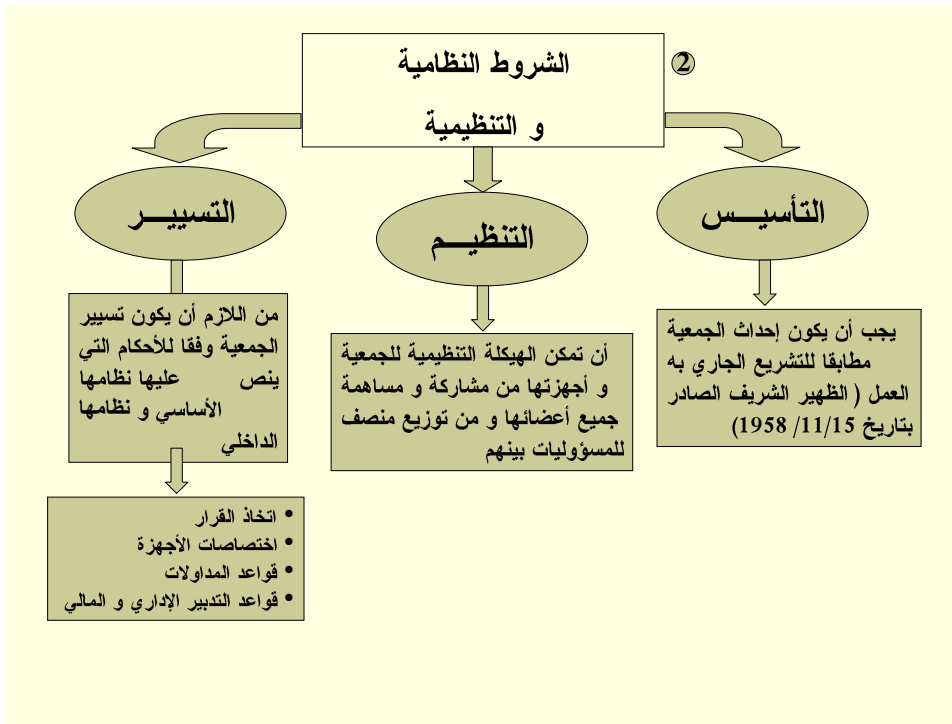 الشروط النظامية
و التنظيمية
2
التأسيـــس
يجب أن يكون إحداث الجمعية
مطابقا للتشريع الجاري به
العمل ( الظهير الشريف الصادر
بتاريخ 11/15/ 1958)
التنظيـــم
أن تمكن الهيكلة التنظيمية للجمعية
و أجهزتها من مشاركة و مساهمة
جميع أعضائها و من توزيع منصف
للمسؤوليات بينهم
التسييـــر
من اللازم أن يكون تسيير
الجمعية وفقا للأحكام التي
ينص عليها نظامها
الأساسي و نظامها
الداخلي
• اتخاذ القرار
• اختصاصات الأجهزة
• قواعد المداولات
• قواعد التدبير الإداري و المالي